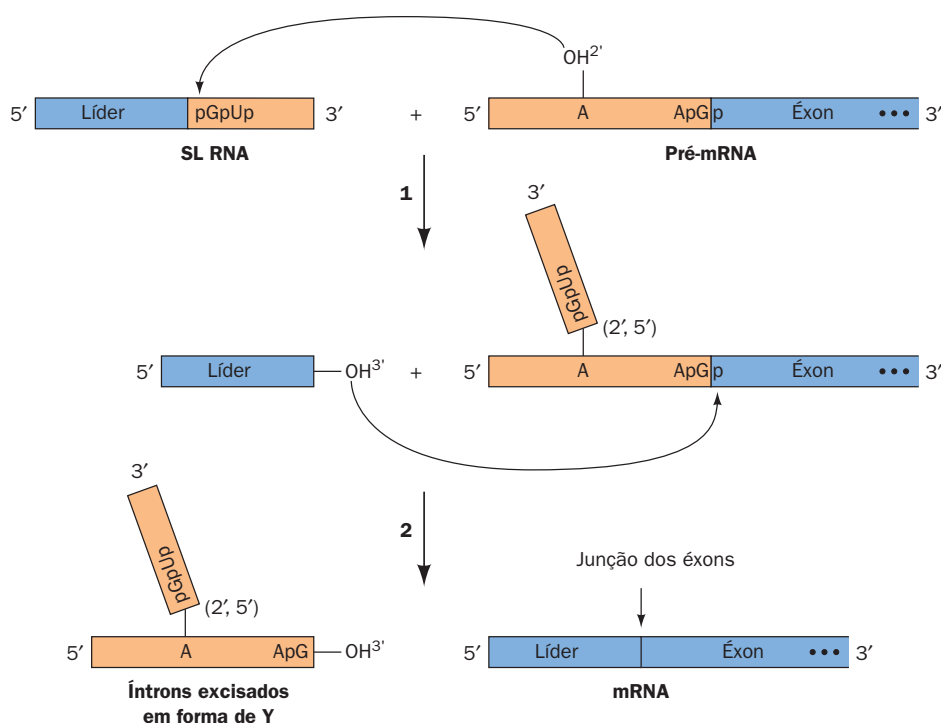 OH2'
5′ Líder pGpUp 3′ + 5′ A ApGp Éxon ••• 3′
SL RNA Pré-mRNA
1
3′
pGpUp
(2′, 5′)
5′ Líder OH3' + 5′ A ApGp Éxon ••• 3′
3′
2
pGpUp
Junção dos éxons
(2′, 5′)
5′ A ApG OH3' 5′ Líder Éxon ••• 3′
Íntrons excisados mRNA
em forma de Y